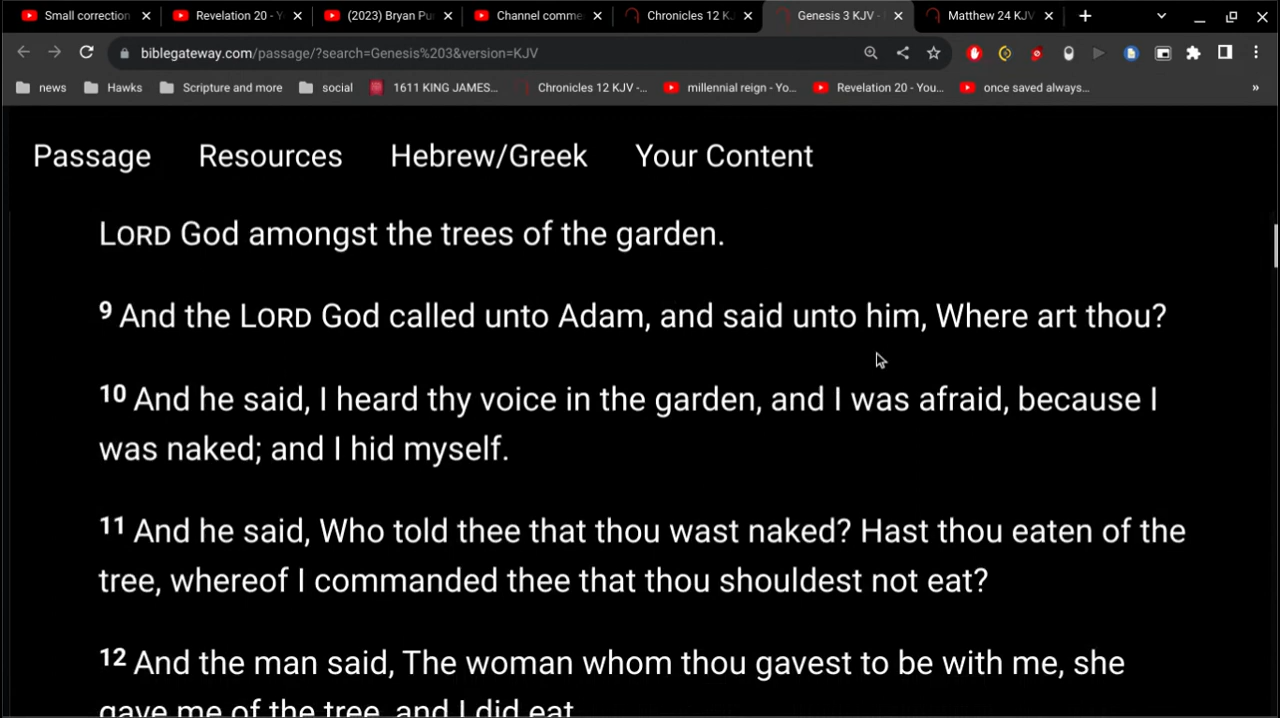 Small correction
Revelation 20 - Y
(2023) Bryan Pu
Channel comme
Chronicles 12 KJ
Genesis 3 KJV -
Matthew 24 KJV
biblegateway.com/passage/?search=Genesis%203&version=KJV
news
Hawks
Scripture and more
social
1611 KING JAMES...
Chronicles 12 KJV -...
millennial reign - Yo...
Revelation 20 - You...
once saved always...
»
Passage Resources Hebrew/Greek Your Content
LORD God amongst the trees of the garden.
9 And the LORD God called unto Adam, and said unto him, Where art thou?
10 And he said, I heard thy voice in the garden, and I was afraid, because I
was naked; and I hid myself.
11 And he said, Who told thee that thou wast naked? Hast thou eaten of the
tree, whereof I commanded thee that thou shouldest not eat?
12 And the man said, The woman whom thou gavest to be with me, she
gave me of the tree, and I did eat.